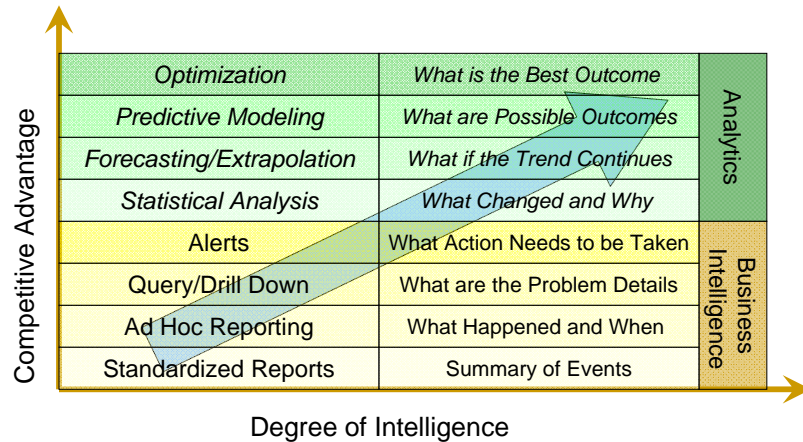 Competitive Advantage
Optimization
What is the Best Outcome
Predictive Modeling
What are Possible Outcomes
Forecasting/Extrapolation
What if the Trend Continues
Statistical Analysis
What Changed and Why
Analytics
Alerts
What Action Needs to be Taken
Query/Drill Down
What are the Problem Details
Ad Hoc Reporting
What Happened and When
Standardized Reports
Summary of Events
Business
Intelligence
Degree of Intelligence